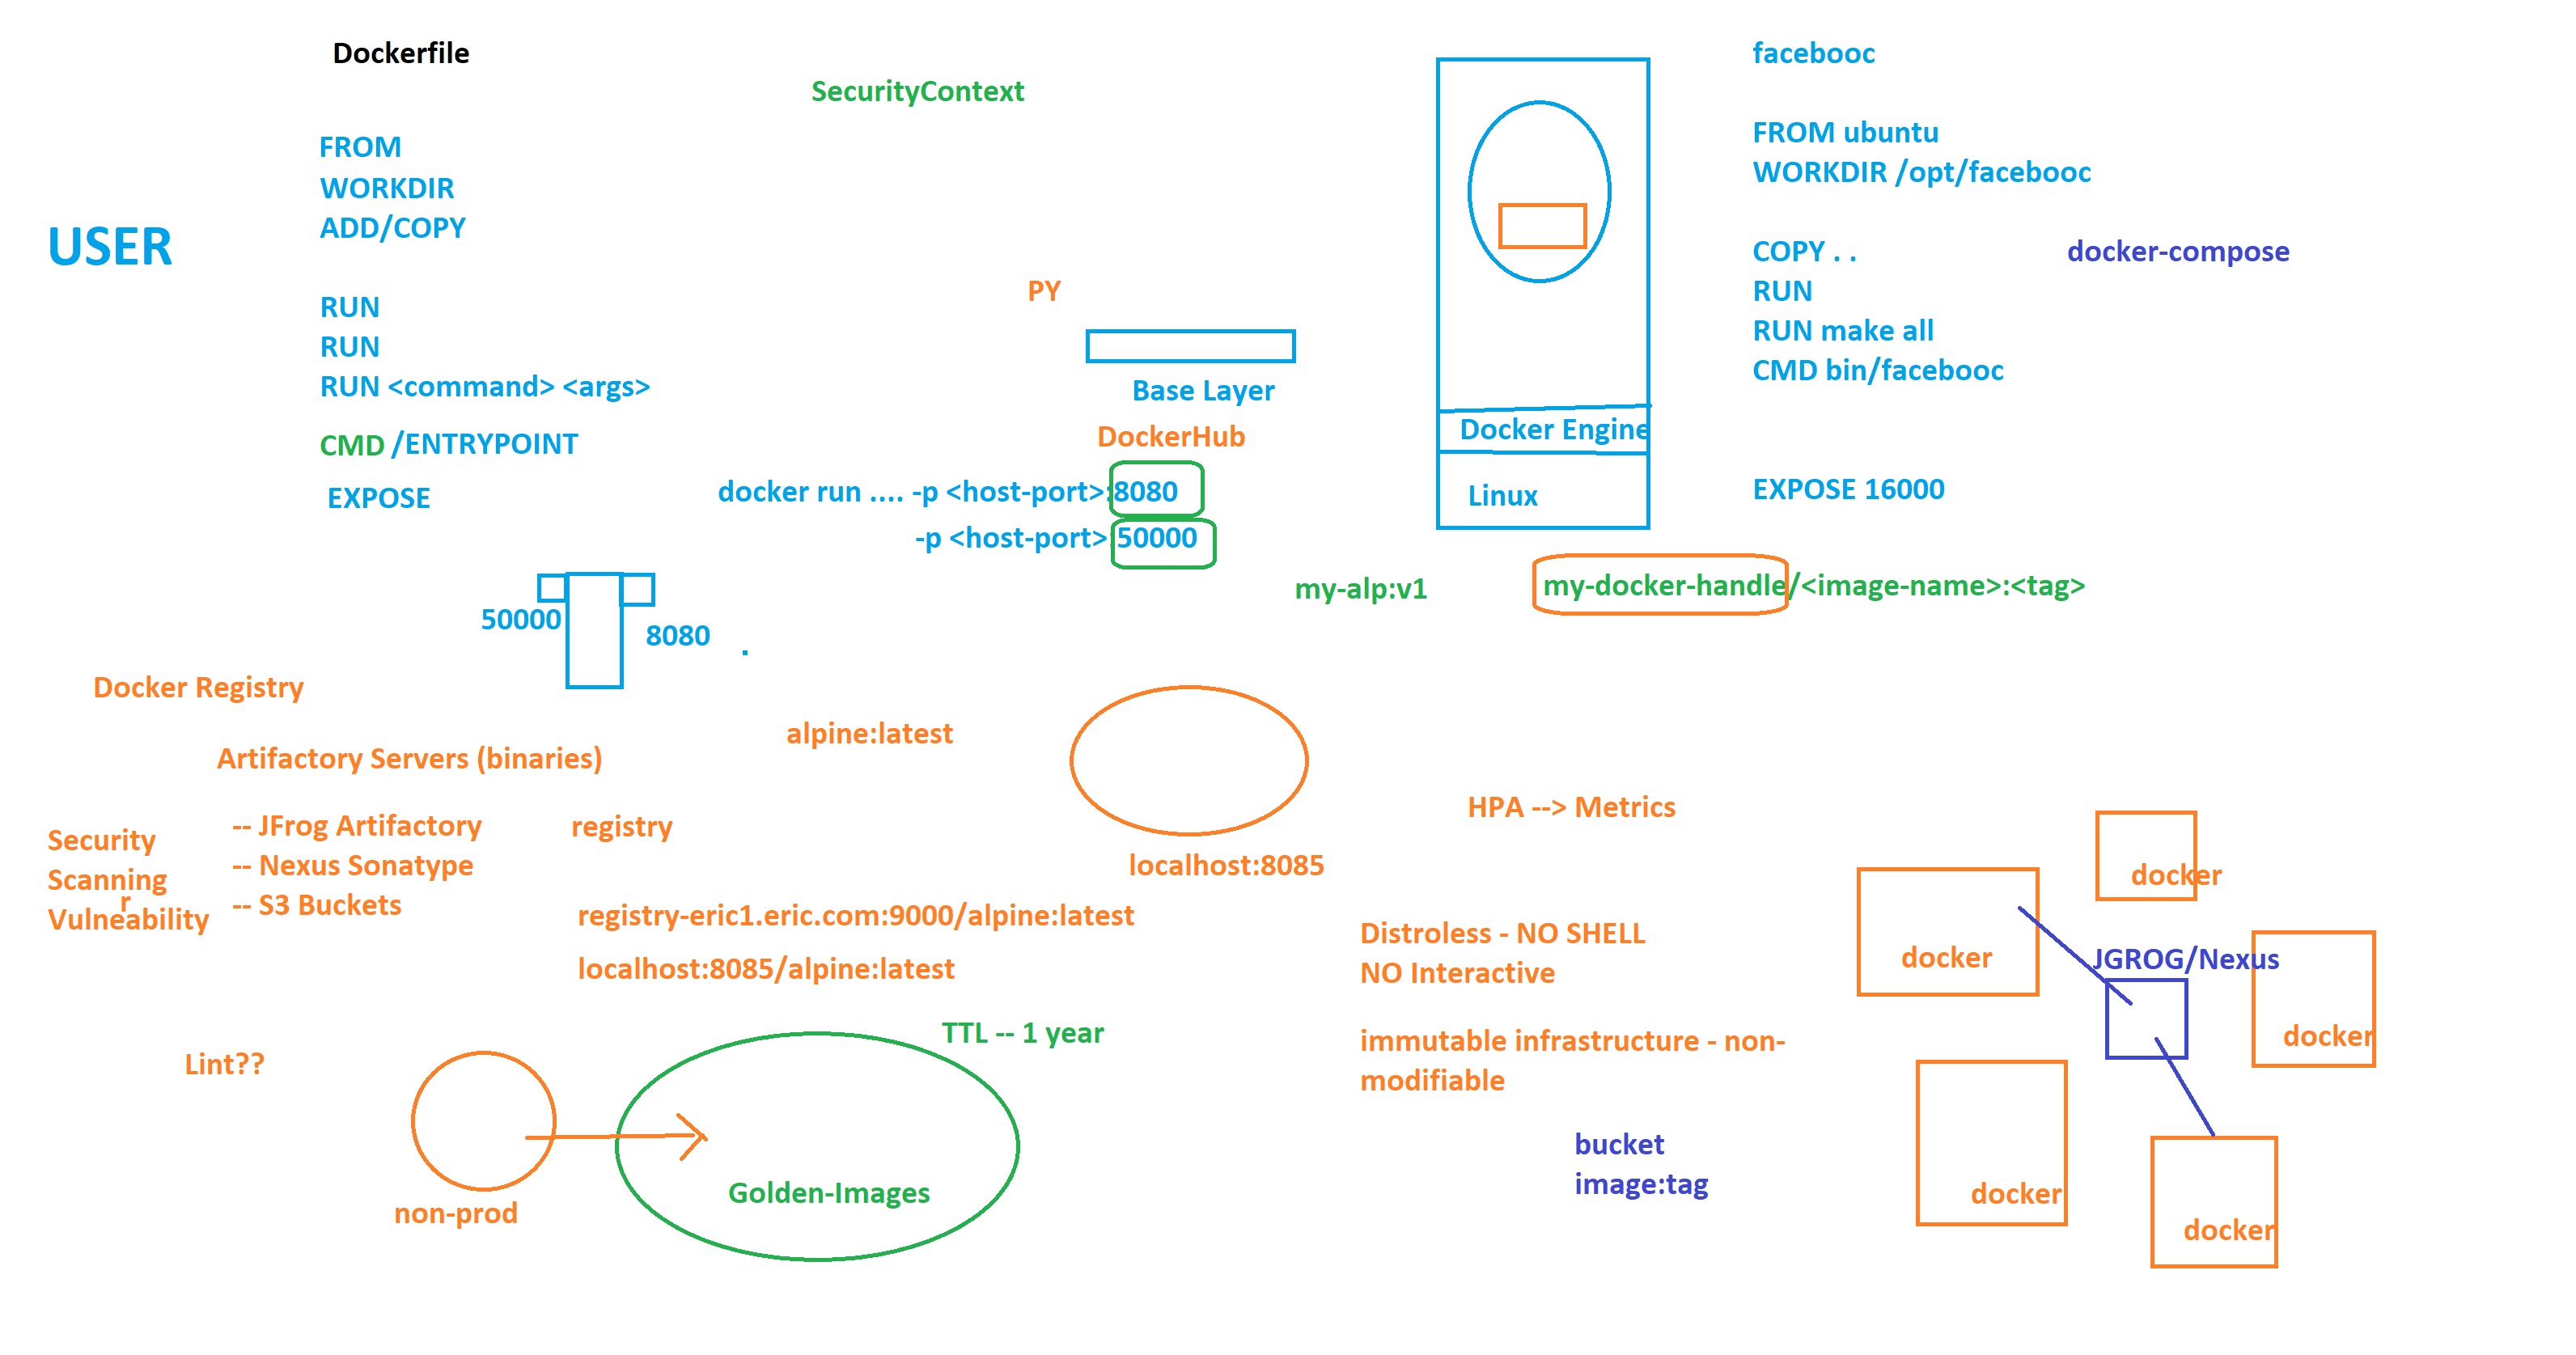 Dockerfile
SecurityContext
FROM
WORKDIR
ADD/COPY
USER
RUN
RUN
RUN <command> <args>
CMD /ENTRYPOINT
EXPOSE
PY
Base Layer
DockerHub
docker run .... -p <host-port>:8080
-p <host-port>:50000
Docker Engine
Linux
facebooc
FROM ubuntu
WORKDIR /opt/facebooc
COPY . .
docker-compose
RUN
RUN make all
CMD bin/facebooc
EXPOSE 16000
my-alp:v1
my-docker-handle/<image-name>:<tag>
50000
8080
.
Docker Registry
Artifactory Servers (binaries)
-- JFrog Artifactory
-- Nexus Sonatype
-- S3 Buckets
Security
Scanning
r
Vulneability
alpine:latest
registry
localhost:8085
registry-eric1.eric.com:9000/alpine:latest
localhost:8085/alpine:latest
HPA --> Metrics
Distroless - NO SHELL
NO Interactive
immutable infrastructure - non-
modifiable
bucket
image:tag
docker
docker
JGROG/Nexus
docker
docker
docker
Lint??
non-prod
TTL -- 1 year
Golden-Images